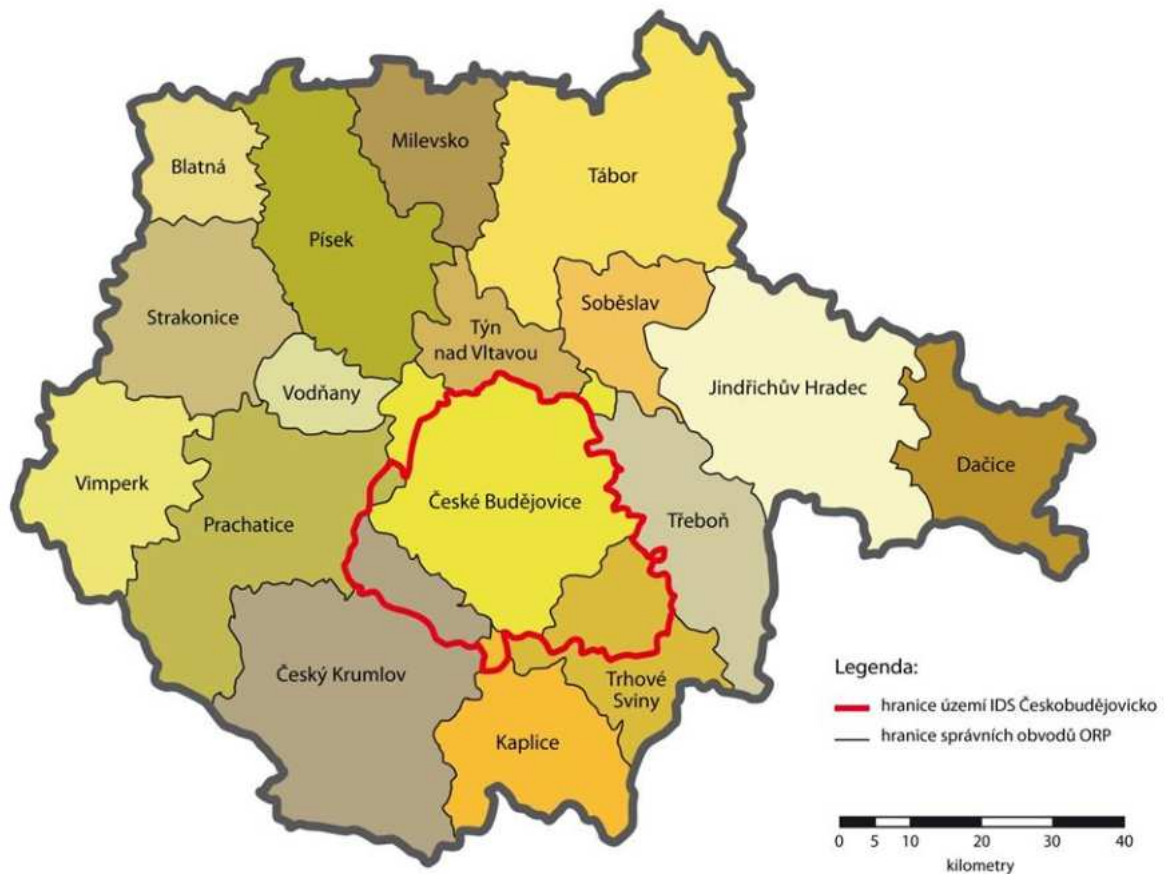 Milevsko
Blatná
Tábor
Písek
Soběslav
Strakonice
Týn
nad Vltavou
Vodňany
Jindřichův Hradec
Dačice
Vimperk
České Budějovice
Prachatice
Třeboň
Český Krumlov
Trhové
Sviny
Kaplice
Legenda:
hranice území IDS Českobudějovicko
hranice správních obvodů ORP
0 5 10 20 30 40
kilometry